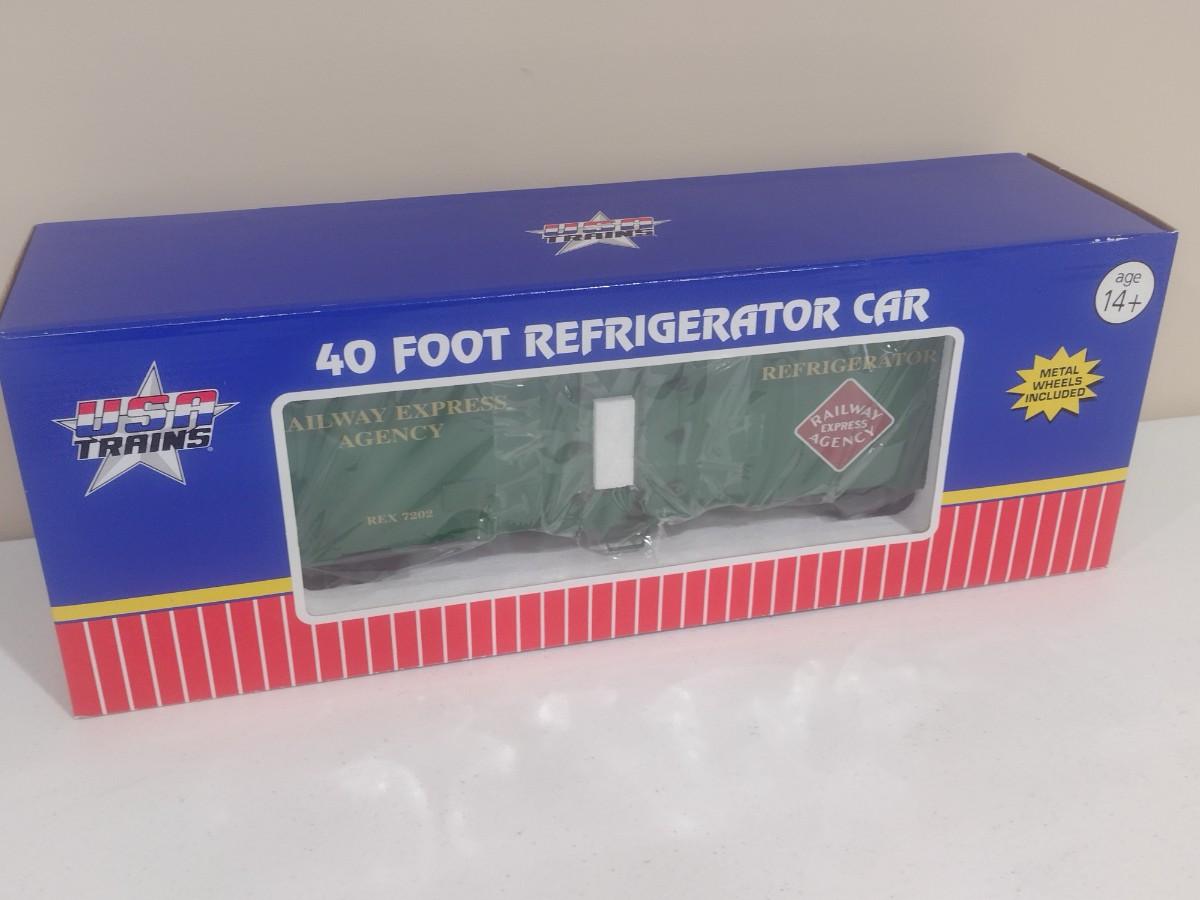 USA
TRAINS
age
14+
40 FOOT REFRIGERATOR CAR
USA
TRAINS
METAL
WHEELS
INCLUDED
AILWAY EXPRESS
AGENCY
REX 7202
REFRIGERATOR
RAILWAY
EXPRESS
AGENCY